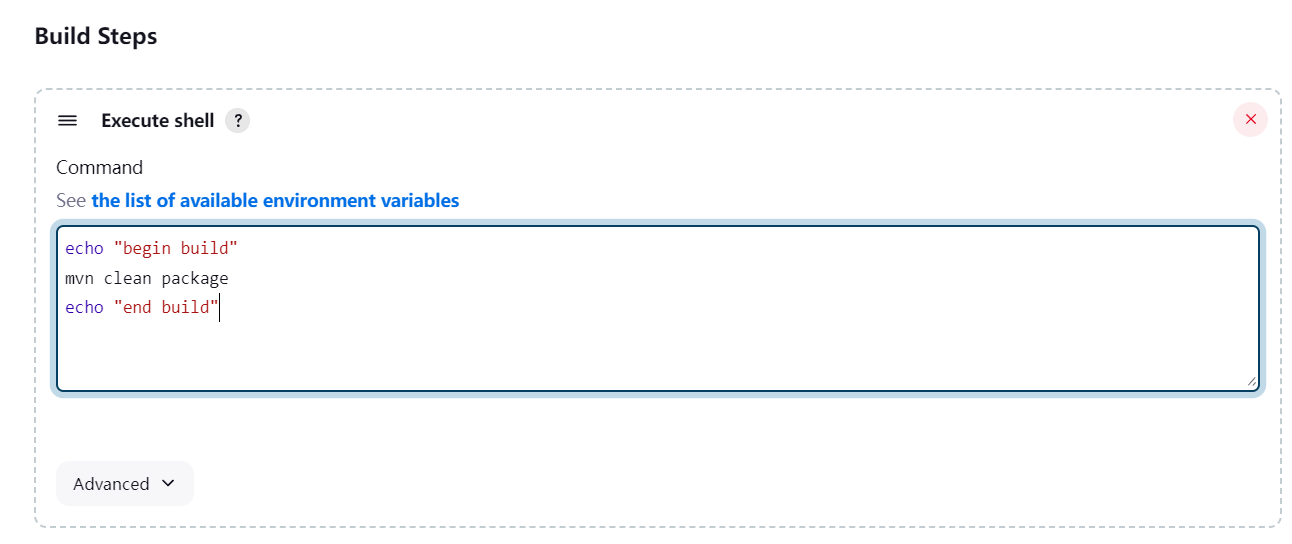 Build Steps
Execute shell ?
Command
See the list of available environment variables
echo "begin build"
mvn clean package
echo "end build"
Advanced